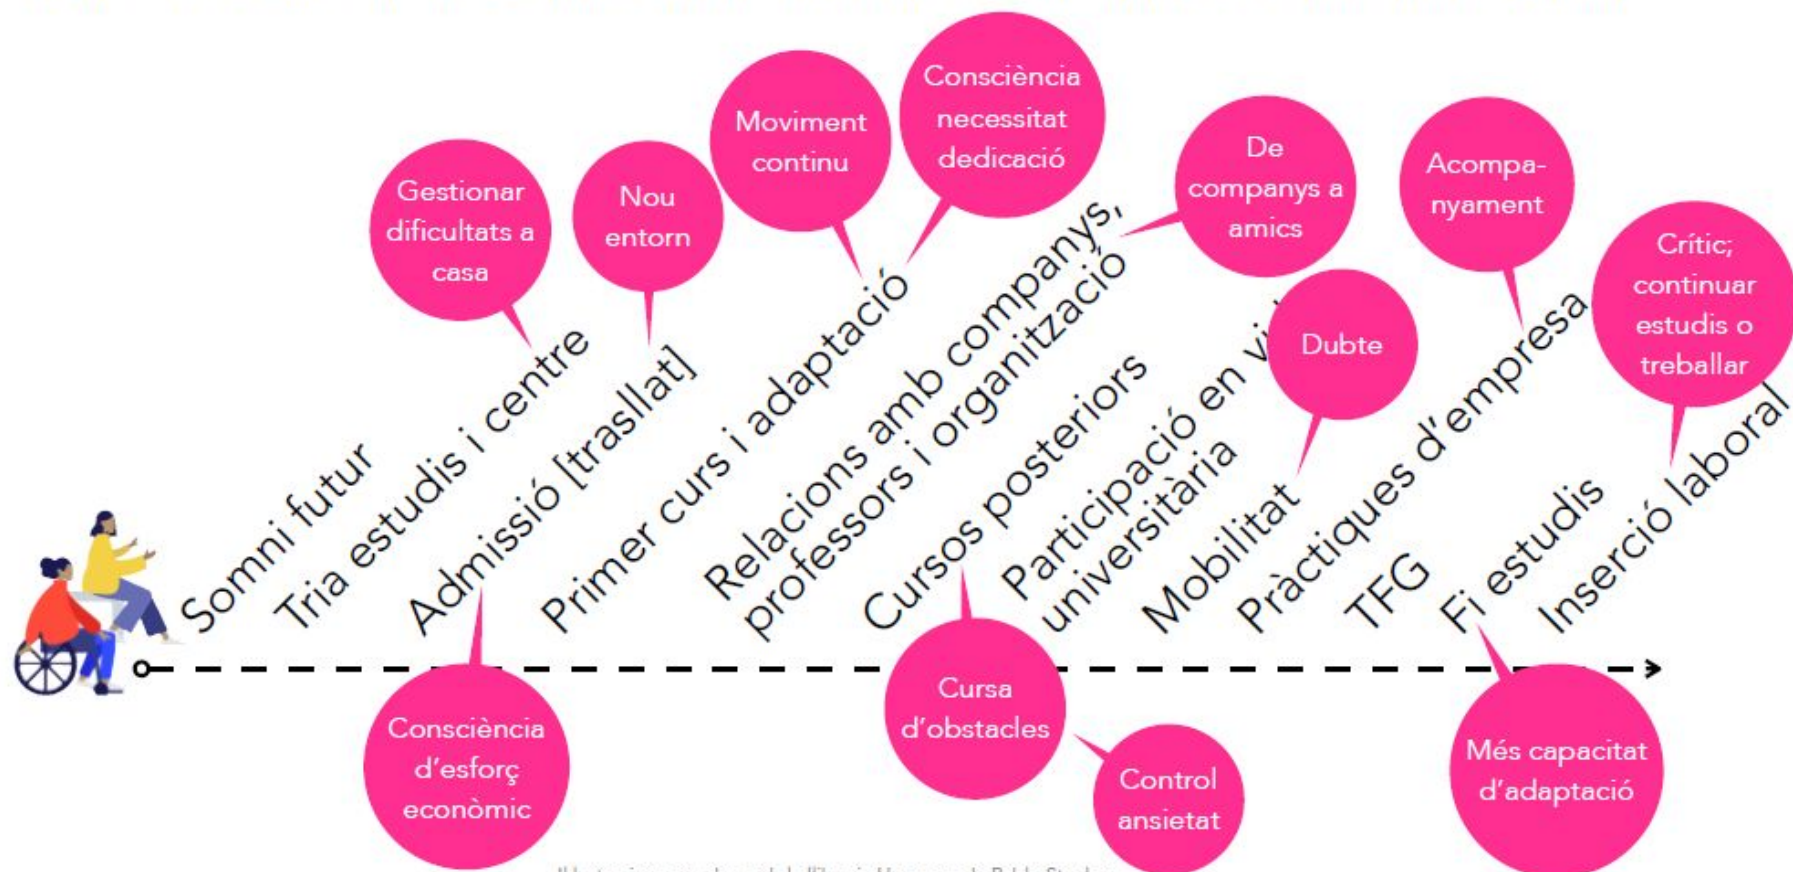 Gestionar
dificultats a
casa
Nou
entorn
Moviment
continu
Consciència
necessitat
dedicació
De
companys a
amics
Acompa-
nyament
Crític;
continuar
estudis o
treballar
Dubte
Somni futur
Tria estudis i centre
Admissió [trasllat]
Primer curs i adaptació
Relacions amb companys,
professors i organització
Cursos posteriors
Participació en
universitària
Mobilitat
Pràctiques d'empresa
TFG
Fi estudis
Inserció laboral
Consciència
d'esforç
econòmic
Cursa
d'obstacles
Control
ansietat
Més capacitat
d'adaptació